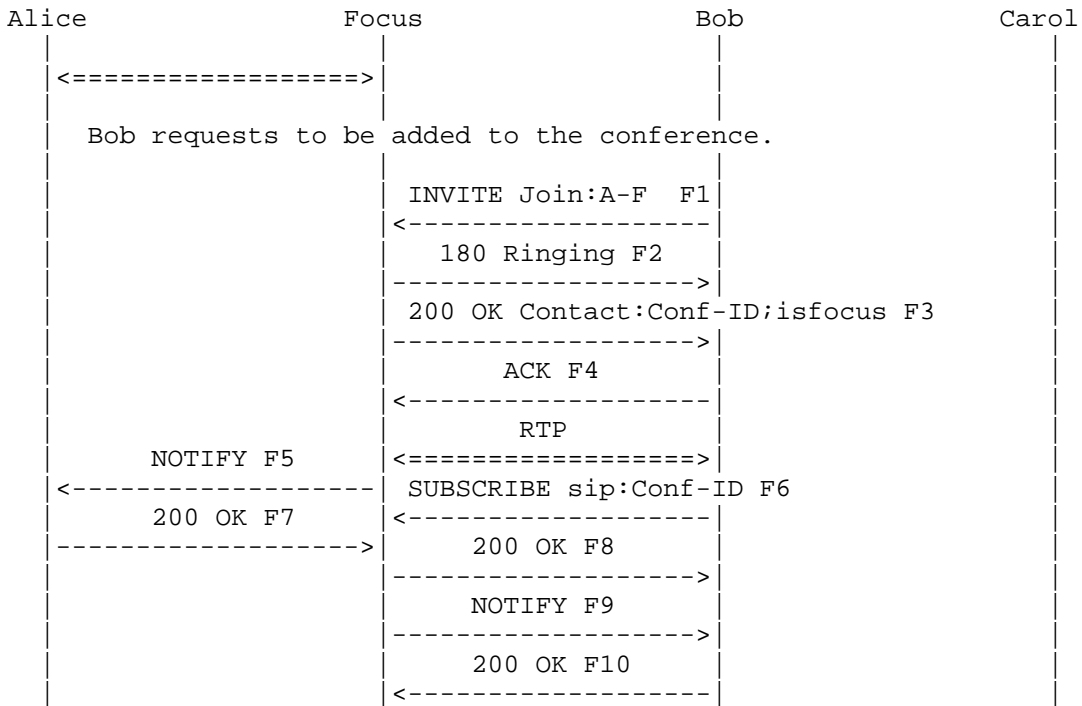 Alice Focus Bob Carol
Bob requests to be added to the conference.
INVITE Join:A-F F1
180 Ringing F2
200 OK Contact:Conf-ID;isfocus F3
ACK F4
RTP
NOTIFY F5
SUBSCRIBE sip:Conf-ID F6
200 OK F7
200 OK F8
NOTIFY F9
200 OK F10